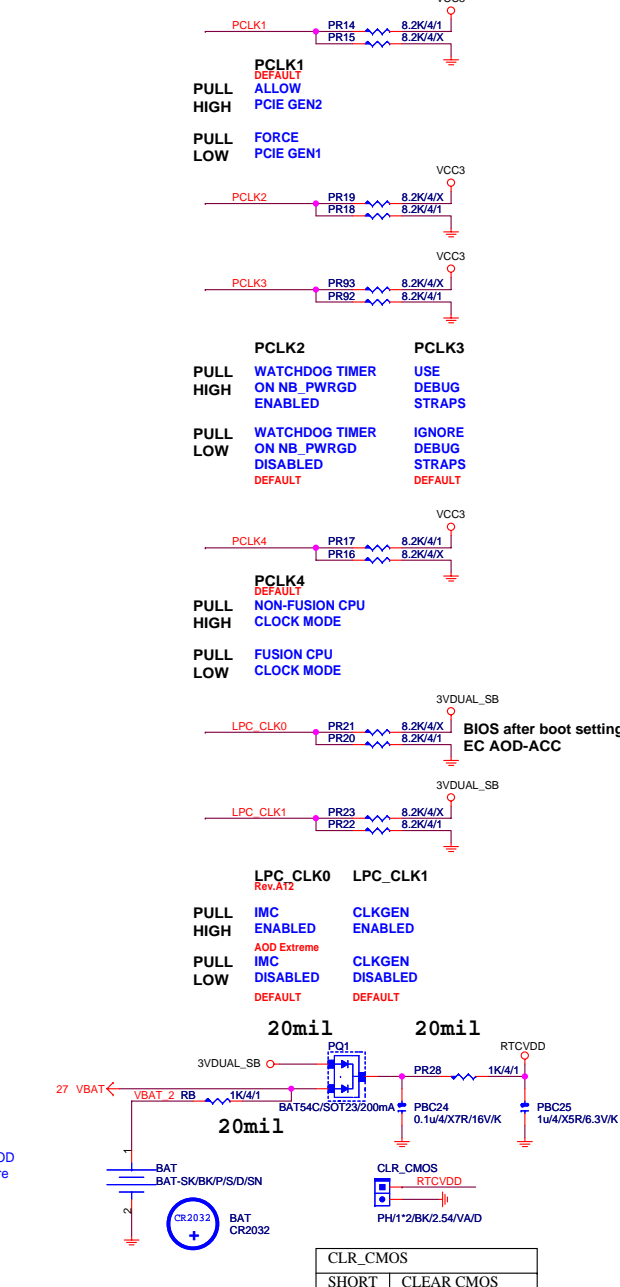 PCLK1 PR14 8.2K/4/1
PR15 8.2K/4/X
PCLK1
DEFAULT
PULL ALLOW
HIGH PCIE GEN2
PULL FORCE
LOW PCIE GEN1
VCC3
PCLK2 PR19 8.2K/4/X
PR18 8.2K/4/1
VCC3
PCLK3 PR93 8.2K/4/X
PR92 8.2K/4/1
PCLK2 PCLK3
PULL WATCHDOG TIMER USE
HIGH ON NB_PWRGD DEBUG
ENABLED STRAPS
PULL WATCHDOG TIMER IGNORE
LOW ON NB_PWRGD DEBUG
DISABLED STRAPS
DEFAULT DEFAULT
VCC3
PCLK4 PR17 8.2K/4/1
PR16 8.2K/4/X
PCLK4
DEFAULT
PULL NON-FUSION CPU
HIGH CLOCK MODE
PULL FUSION CPU
LOW CLOCK MODE
3VDUAL_SB
LPC_CLK0 PR21 8.2K/4/X BIOS after boot setting
PR20 8.2K/4/1 EC AOD-ACC
3VDUAL_SB
LPC_CLK1 PR23 8.2K/4/X
PR22 8.2K/4/1
LPC_CLK0 LPC_CLK1
Rev.A12
PULL IMC CLKGEN
HIGH ENABLED ENABLED
AOD Extreme
PULL IMC CLKGEN
LOW DISABLED DISABLED
DEFAULT DEFAULT
20mil 20mil
PQ1 RTCVDD
3VDUAL_SB
PR28 1K/4/1
27 VBAT
VBAT_2 RB 1K/4/1
BAT54C/SOT23/200mA PBC24 PBC25
0.1u/4/X7R/16V/K 1u/4/X5R/6.3V/K
20mil
1
BAT
BAT-SK/BK/P/S/D/SN
2
CR2032
+
BAT
CR2032
CLR_CMOS
RTCVDD
PH/1*2/BK/2.54/VA/D
CLR_CMOS
SHORT CLEAR CMOS